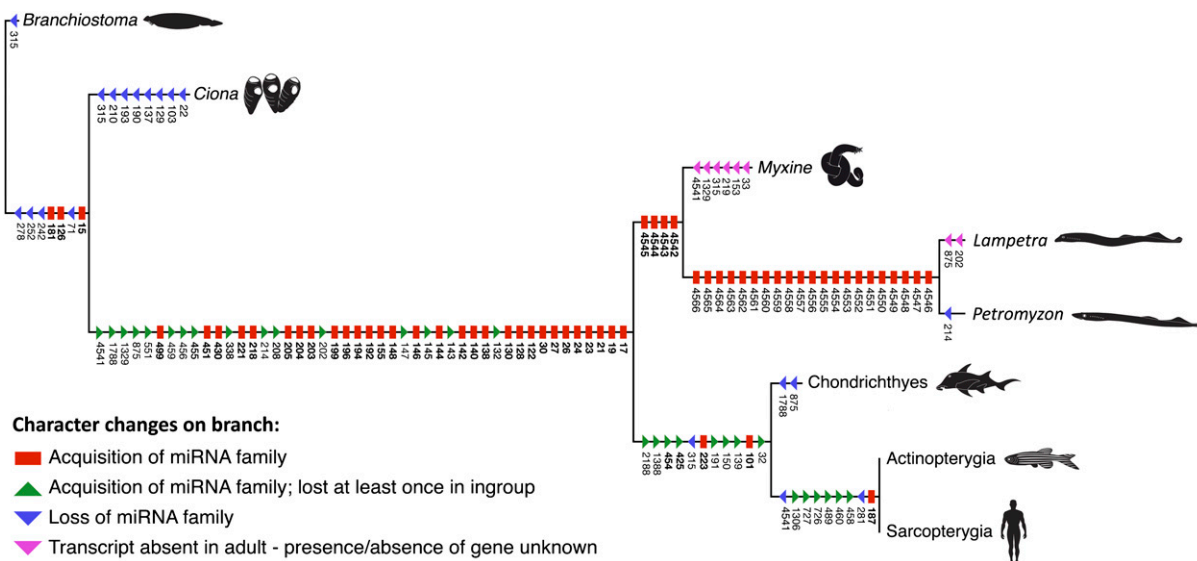 Branchiostoma
315
Ciona
315 210 193 190 137 129 103 22
Myxine
4541 1329 315 219 153 33
278 252 242 181 126 71 15
4545 4544 4543 4542
Lampetra
875 202
4566 4565 4564 4563 4562 4561 4560 4559 4558 4557 4556 4555 4554 4553 4552 4551 4550 4549 4548 4547 4546
Petromyzon
214
4541 1788 1329 875 551 499 459 456 455 451 430 338 221 218 214 208 205 204 203 202 199 196 194 192 155 148 147 146 145 144 143 142 140 138 132 130 128 122 30 27 26 24 23 21 19 17
Chondrichthyes
1788 875
2188 1388 454 425 315 223 191 150 139 101 32
Actinopterygia
4541 1306 727 726 489 460 458 281 187
Sarcopterygia
Character changes on branch:
Acquisition of miRNA family
Acquisition of miRNA family; lost at least once in ingroup
Loss of miRNA family
Transcript absent in adult - presence/absence of gene unknown